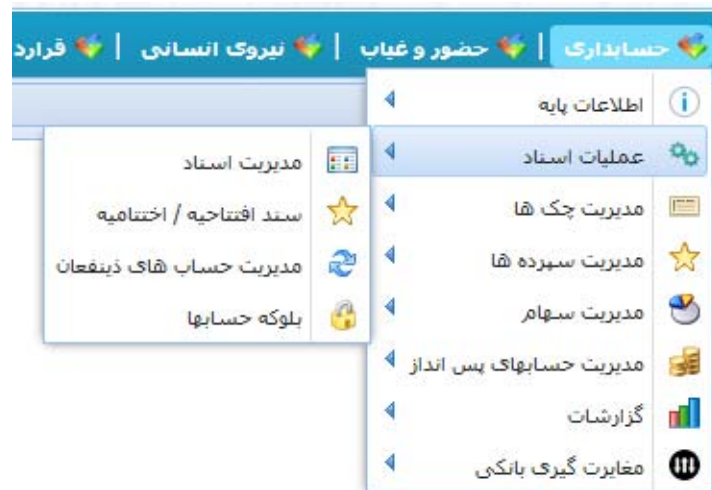 حسابداری | حضور و غیاب | نیروی انسانی | قرارد
اطلاعات پایه
عملیات اسناد
مدیریت چک ها
مدیریت سپرده ها
مدیریت سهام
مدیریت حسابهای پس انداز
گزارشات
مغایرت گیری بانکی
مدیریت اسناد
سند افتتاحیه / اختتامیه
مدیریت حساب های ذینفعان
بلوکه حسابها